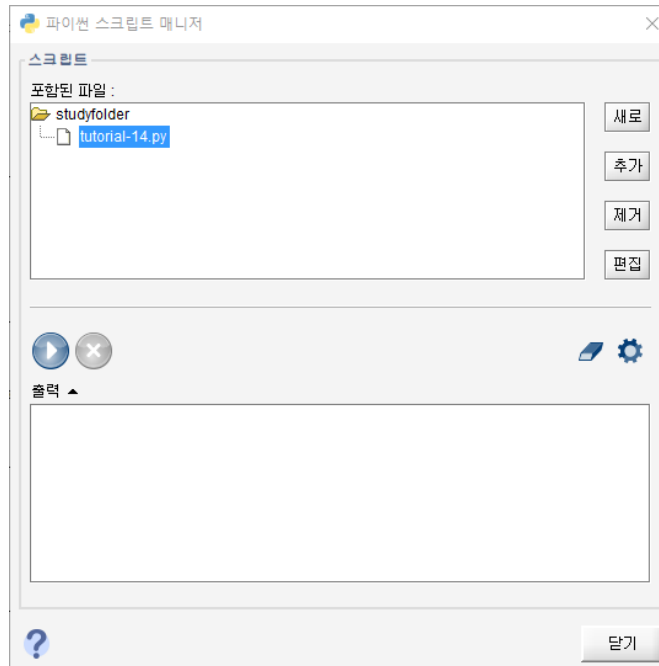 파이썬 스크립트 매니저
스크립트
포함된 파일 :
studyfolder
tutorial-14.py
새로
추가
제거
편집
출력
닫기